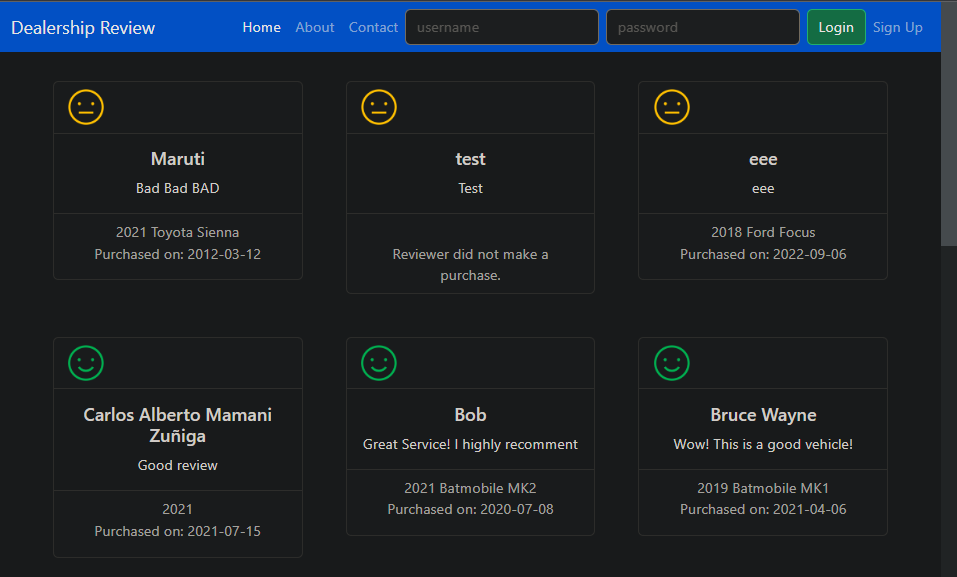 Dealership Review Home About Contact username password Login Sign Up
Maruti
Bad Bad BAD
2021 Toyota Sienna
Purchased on: 2012-03-12
test
Test
Reviewer did not make a
purchase.
eee
eee
2018 Ford Focus
Purchased on: 2022-09-06
Carlos Alberto Mamani
Zuñiga
Good review
2021
Purchased on: 2021-07-15
Bob
Great Service! I highly recomment
2021 Batmobile MK2
Purchased on: 2020-07-08
Bruce Wayne
Wow! This is a good vehicle!
2019 Batmobile MK1
Purchased on: 2021-04-06